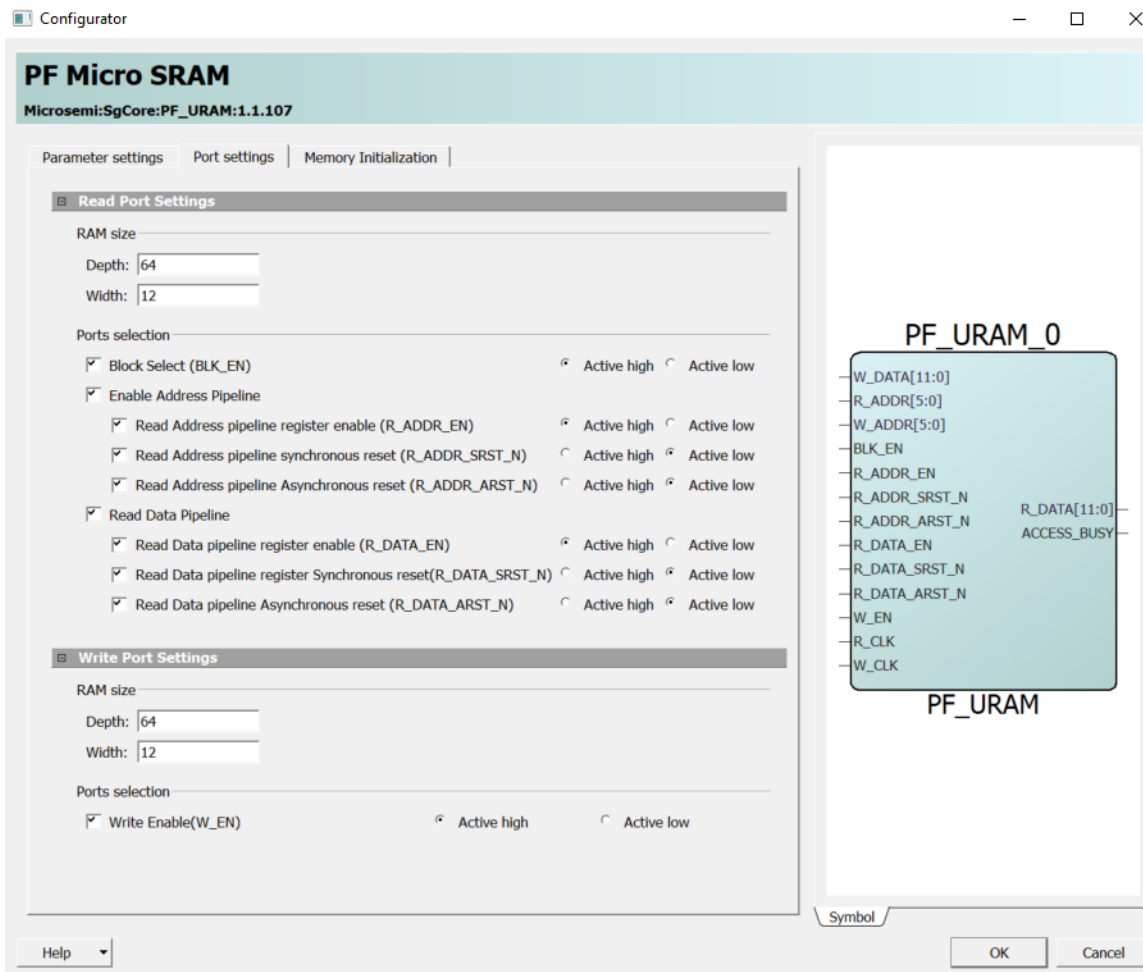 Configurator
PF Micro SRAM
Microsemi:SgCore:PF_URAM:1.1.107
Parameter settings Port settings Memory Initialization
Read Port Settings
RAM size
Depth: 64
Width: 12
Ports selection
Block Select (BLK_EN) Active high Active low
Enable Address Pipeline
Read Address pipeline register enable (R_ADDR_EN) Active high Active low
Read Address pipeline synchronous reset (R_ADDR_SRST_N) Active high Active low
Read Address pipeline Asynchronous reset (R_ADDR_ARST_N) Active high Active low
Read Data Pipeline
Read Data pipeline register enable (R_DATA_EN) Active high Active low
Read Data pipeline register Synchronous reset(R_DATA_SRST_N) Active high Active low
Read Data pipeline Asynchronous reset (R_DATA_ARST_N) Active high Active low
Write Port Settings
RAM size
Depth: 64
Width: 12
Ports selection
Write Enable(W_EN) Active high Active low
PF_URAM_0
W_DATA[11:0]
R_ADDR[5:0]
W_ADDR[5:0]
BLK_EN
R_ADDR_EN
R_ADDR_SRST_N
R_ADDR_ARST_N
R_DATA_EN
R_DATA_SRST_N
R_DATA_ARST_N
W_EN
R_CLK
W_CLK
R_DATA[11:0]
ACCESS_BUSY
PF_URAM
Symbol
Help OK Cancel